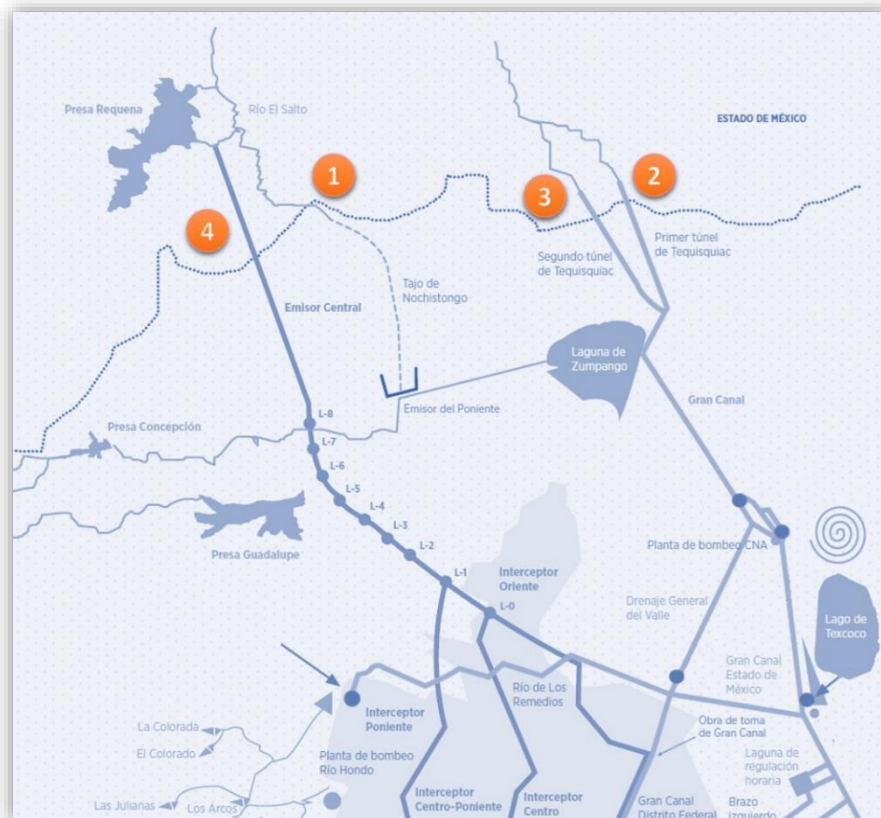 Presa Requena
Río El Salto
ESTADO DE MÉXICO
1
2
3
4
Primer túnel
de Tequisquiac
Segundo túnel
de Tequisquiac
Tajo de
Nochistongo
Emisor Central
Laguna de
Zumpango
Gran Canal
Emisor del Poniente
L-8
Presa Concepción
L-7
L-6
L-5
L-4
L-3
L-2
Presa Guadalupe
L-1
Interceptor
Oriente
Planta de bombeo CNA
L-0
Drenaje General
del Valle
Lago de
Texcoco
Gran Canal
Estado de
México
Río de Los
Remedios
Interceptor
Poniente
Obra de toma
de Gran Canal
La Colorada
El Colorado
Planta de bombeo
Río Hondo
Laguna de
regulación
horaria
Las Julianas
Los Arcos
Interceptor
Centro-Poniente
Interceptor
Centro
Gran Canal
Distrito Federal
Brazo
izquierdo